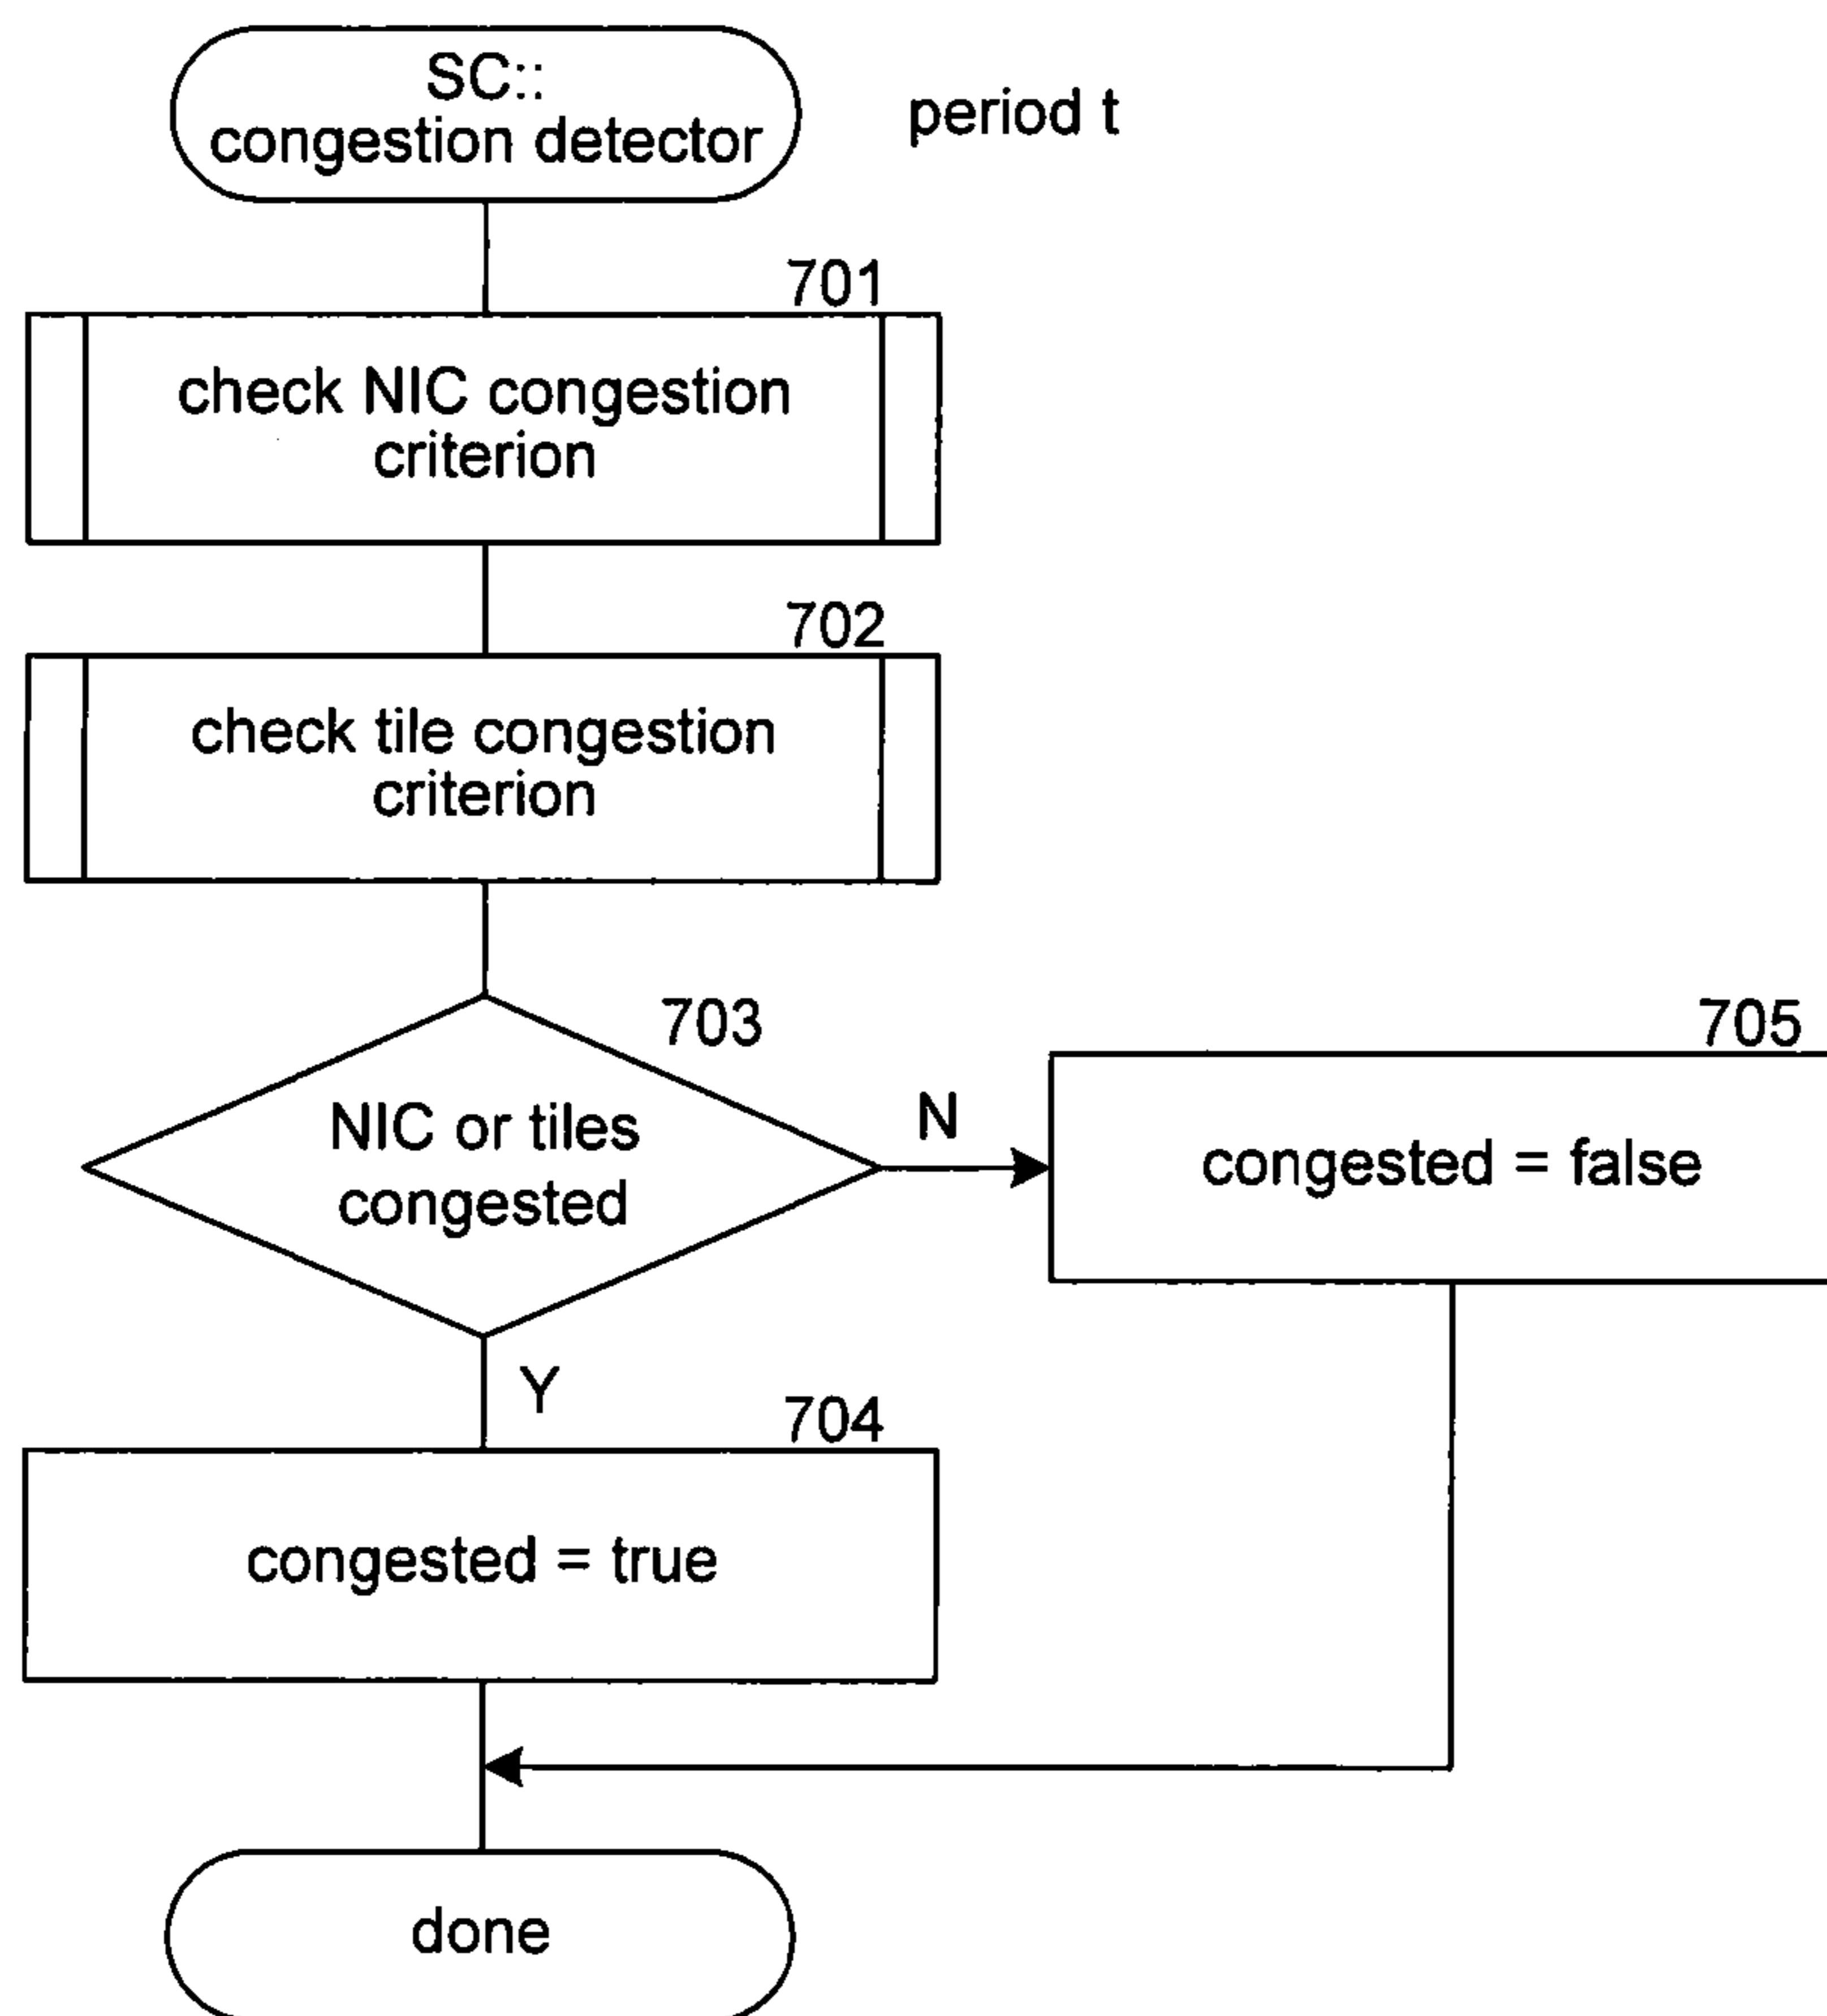 SC::
congestion detector
period t
701
check NIC congestion
criterion
702
check tile congestion
criterion
703
NIC or tiles
congested
N
705
congested = false
Y
704
congested = true
done